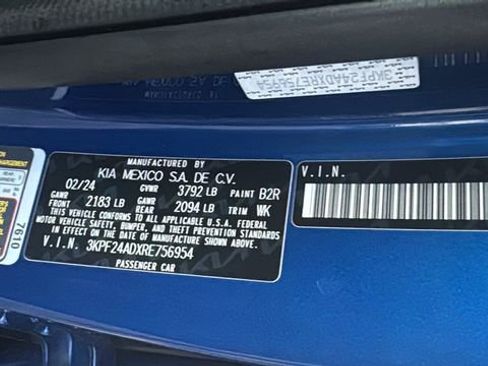 MANUFACTURED BY
KIA MEXICO S.A. DE C.V.
02/24 GVWR 3792 LB PAINT B2R
GAWR FRONT 2183 LB GAWR REAR 2094 LB TRIM WK
THIS VEHICLE CONFORMS TO ALL APPLICABLE U.S.A. FEDERAL
MOTOR VEHICLE SAFETY, BUMPER, AND THEFT PREVENTION
STANDARDS IN EFFECT ON THE DATE OF MANUFACTURE SHOWN ABOVE.
V.I.N. 3KPF24ADXRE756954
PASSENGER CAR
V.I.N.
7610